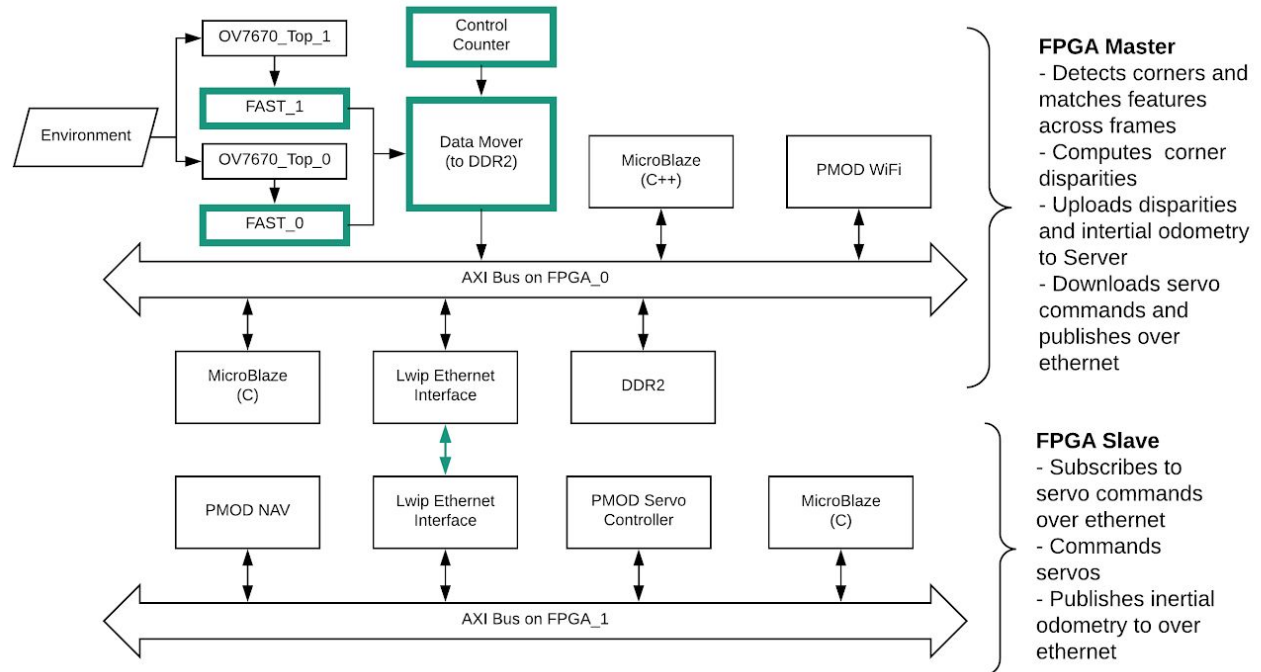 OV7670_Top_1
FAST_1
OV7670_Top_0
FAST_0
Environment
Control
Counter
Data Mover
(to DDR2)
MicroBlaze
(C++)
PMOD WiFi
AXI Bus on FPGA_0
MicroBlaze
(C)
Lwip Ethernet
Interface
DDR2
FPGA Master
- Detects corners and
matches features
across frames
- Computes  corner
disparities
- Uploads disparities
and intertial odometry
to Server
- Downloads servo
commands and
publishes over
ethernet
PMOD NAV
Lwip Ethernet
Interface
PMOD Servo
Controller
MicroBlaze
(C)
AXI Bus on FPGA_1
FPGA Slave
- Subscribes to
servo commands
over ethernet
- Commands
servos
- Publishes inertial
odometry to over
ethernet